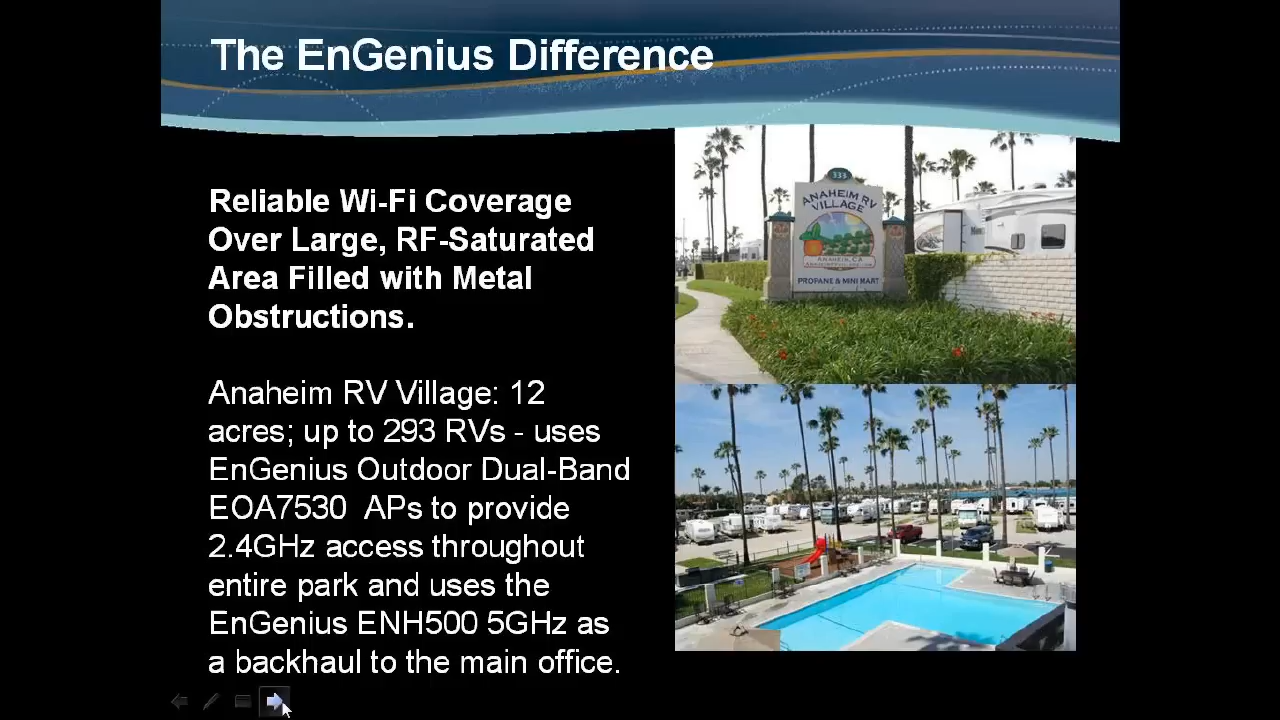 The EnGenius Difference
Reliable Wi-Fi Coverage
Over Large, RF-Saturated
Area Filled with Metal
Obstructions.
Anaheim RV Village: 12
acres; up to 293 RVs - uses
EnGenius Outdoor Dual-Band
EOA7530  APs to provide
2.4GHz access throughout
entire park and uses the
EnGenius ENH500 5GHz as
a backhaul to the main office.
333
ANAHEIM RV
VILLAGE
ANAHEIM, CA
PROPANE & MINI MART